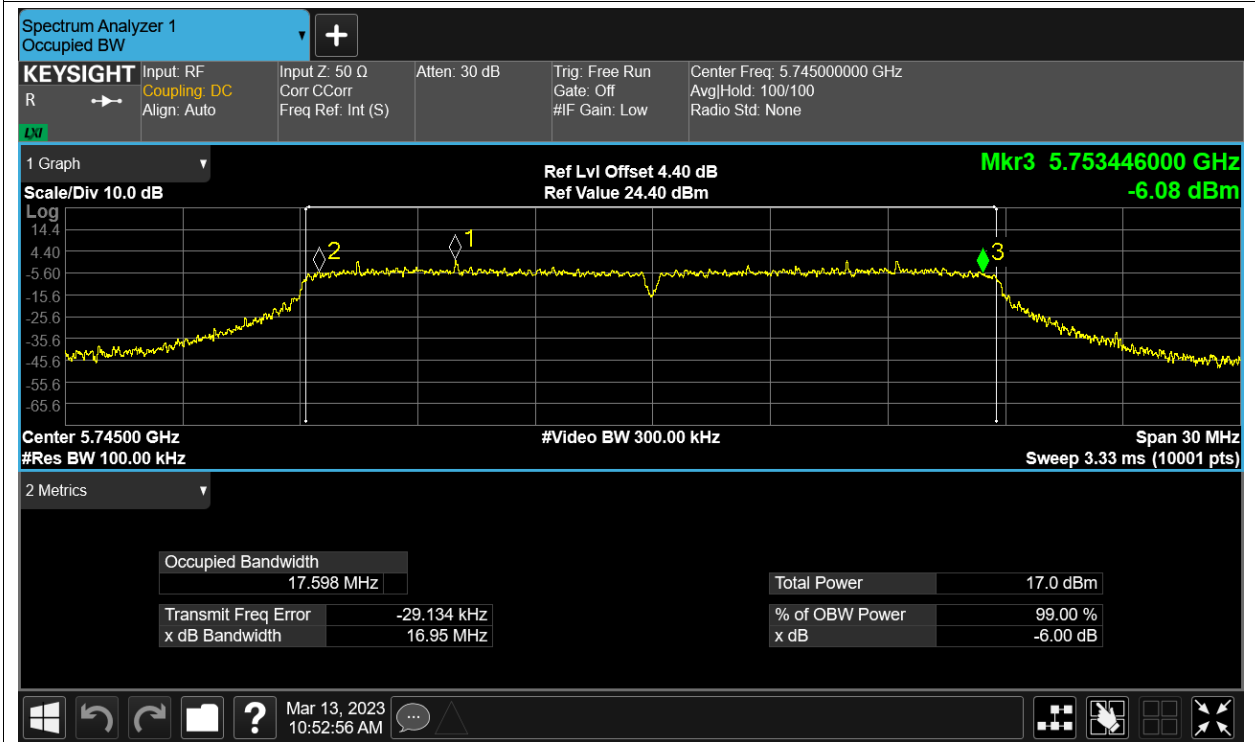 Spectrum Analyzer 1
Occupied BW
KEYSIGHT
R
LXI
Input: RF
Coupling: DC
Align: Auto
Input Z: 50 Ω
Corr CCorr
Freq Ref: Int (S)
Atten: 30 dB
Trig: Free Run
Gate: Off
#IF Gain: Low
Center Freq: 5.745000000 GHz
Avg|Hold: 100/100
Radio Std: None
1 Graph
Scale/Div 10.0 dB
Ref Lvl Offset 4.40 dB
Ref Value 24.40 dBm
Mkr3 5.753446000 GHz
-6.08 dBm
Log
14.4
4.40
-5.60
-15.6
-25.6
-35.6
-45.6
-55.6
-65.6
2
1
3
Center 5.74500 GHz
#Video BW 300.00 kHz
Span 30 MHz
#Res BW 100.00 kHz
Sweep 3.33 ms (10001 pts)
2 Metrics
Occupied Bandwidth
17.598 MHz
Transmit Freq Error -29.134 kHz
x dB Bandwidth 16.95 MHz
Total Power 17.0 dBm
% of OBW Power 99.00 %
x dB -6.00 dB
?
Mar 13, 2023
10:52:56 AM